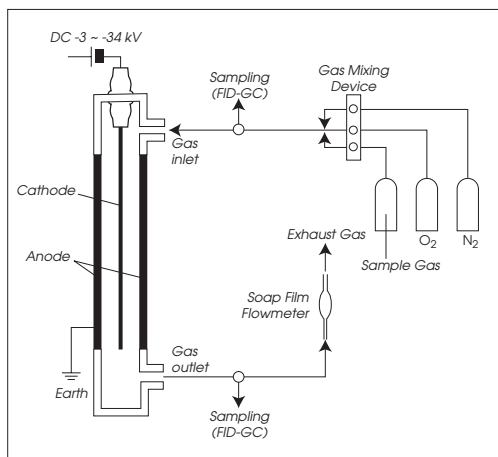 DC -3 ~ -34 kV
Sampling
(FID-GC)
Gas Mixing
Device
Gas
inlet
Cathode
Anode
Exhaust Gas
O2
N2
Sample Gas
Soap Film
Flowmeter
Gas
outlet
Earth
Sampling
(FID-GC)